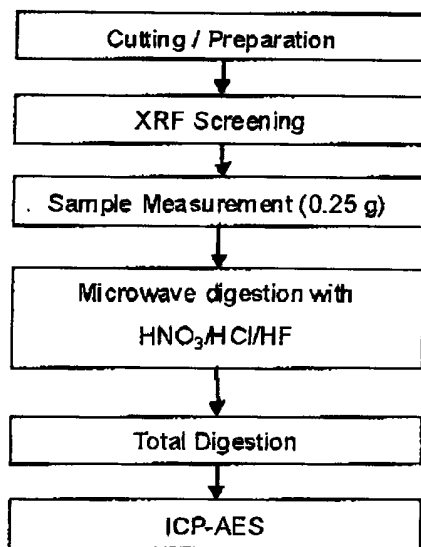 Cutting / Preparation
XRF Screening
Sample Measurement (0.25 g)
Microwave digestion with
HNO₃/HCl/HF
Total Digestion
ICP-AES